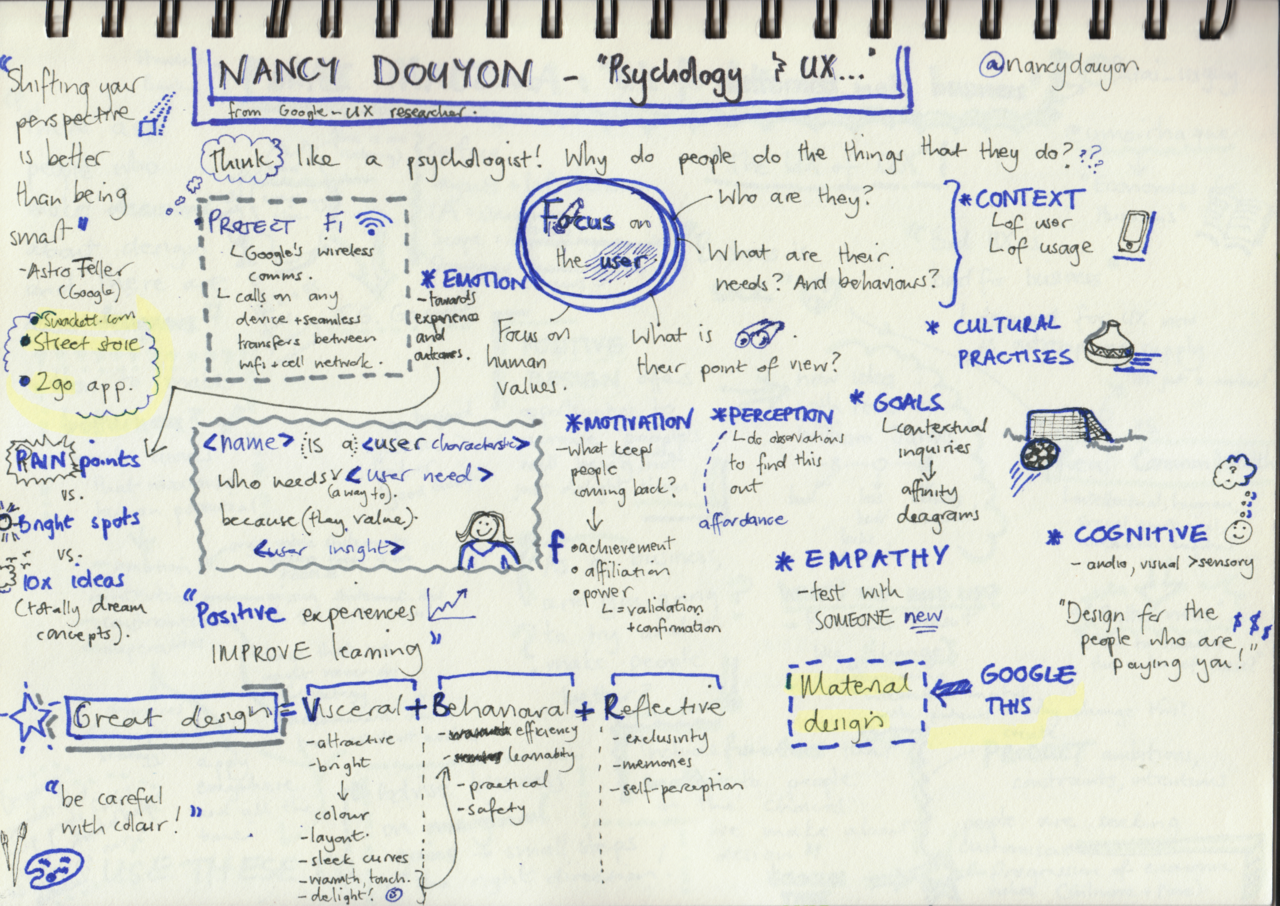 NANCY DOUYON - "Psychology & UX..."
from Google - UX researcher.
@nancydouyon
"Shifting your
perspective
is better
than being
smart"
- Astro Teller
(Google)
Street store
2go app.
Think like a psychologist! Why do people do the things that they do???
PROJECT FI
Google's wireless
comms.
calls on any
device + seamless
transfers between
wifi + cell network.
* EMOTION
- towards
experience
and
outcomes.
Focus on
the user
Who are they?
What are their
needs? And behaviours?
What is
their point of view?
Focus on
human
values.
* CONTEXT
of user
of usage
* CULTURAL
PRACTISES
PAIN points
vs.
Bright spots
vs.
10x ideas
(totally dream
concepts).
<name> is a <user characteristic>
who needs <user need>
(a way to).
because (they value).
<user insight>
* MOTIVATION
- what keeps
people
coming back?
• achievement
• affiliation
• power
= validation
+ confirmation
* PERCEPTION
do observations
to find this
out
affordance
* GOALS
contextual
inquiries
affinity
deagrams
* EMPATHY
- test with
SOMEONE new
?
* COGNITIVE
- audio, visual > sensory
"Design for the
people who are
paying you!"
$ $ $
"Positive experiences
IMPROVE learning"
Great design = Visceral + Behavioural + Reflective
- attractive
- bright
colour
- layout.
- sleek curves
- warmth, touch.
- delight!
- efficiency
- learnability
- practical
- safety
- exclusivity
- memories
- self-perception
Material
design
GOOGLE
THIS
"be careful
with colour!"